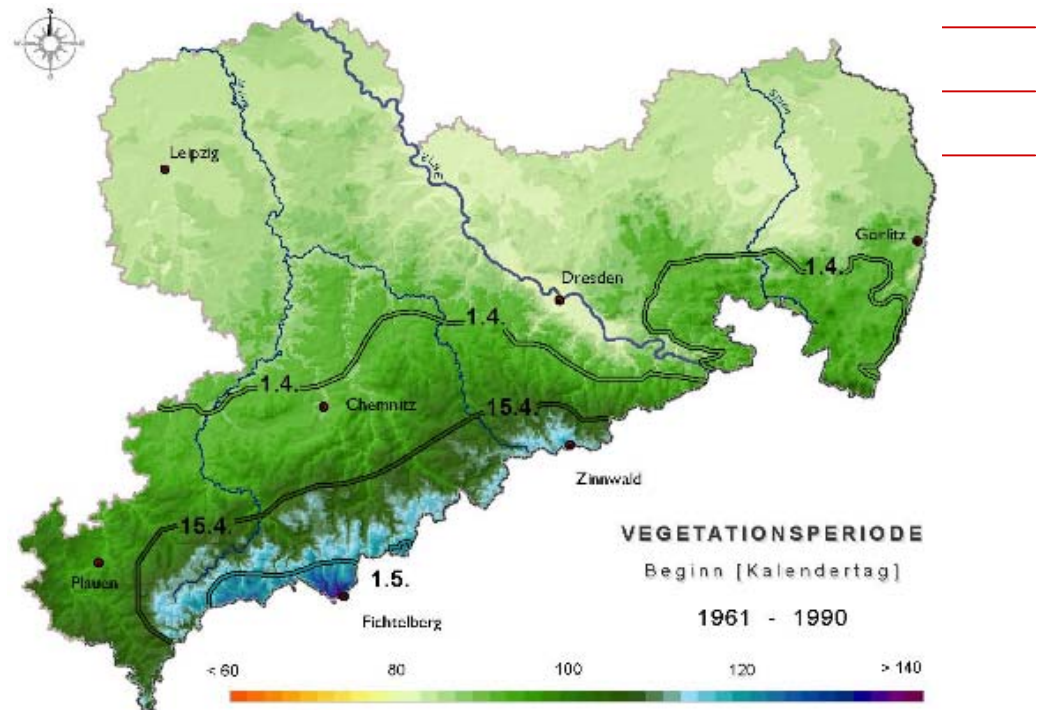 N
Leipzig
ELBE
Görlitz
1.4.
Dresden
1.4.
1.4.
Chemnitz
15.4.
Zinnwald
15.4.
VEGETATIONSPERIODE
Plauen
1.5.
Beginn [Kalendertag]
Fichtelberg
1961 - 1990
< 60 80 100 120 > 140